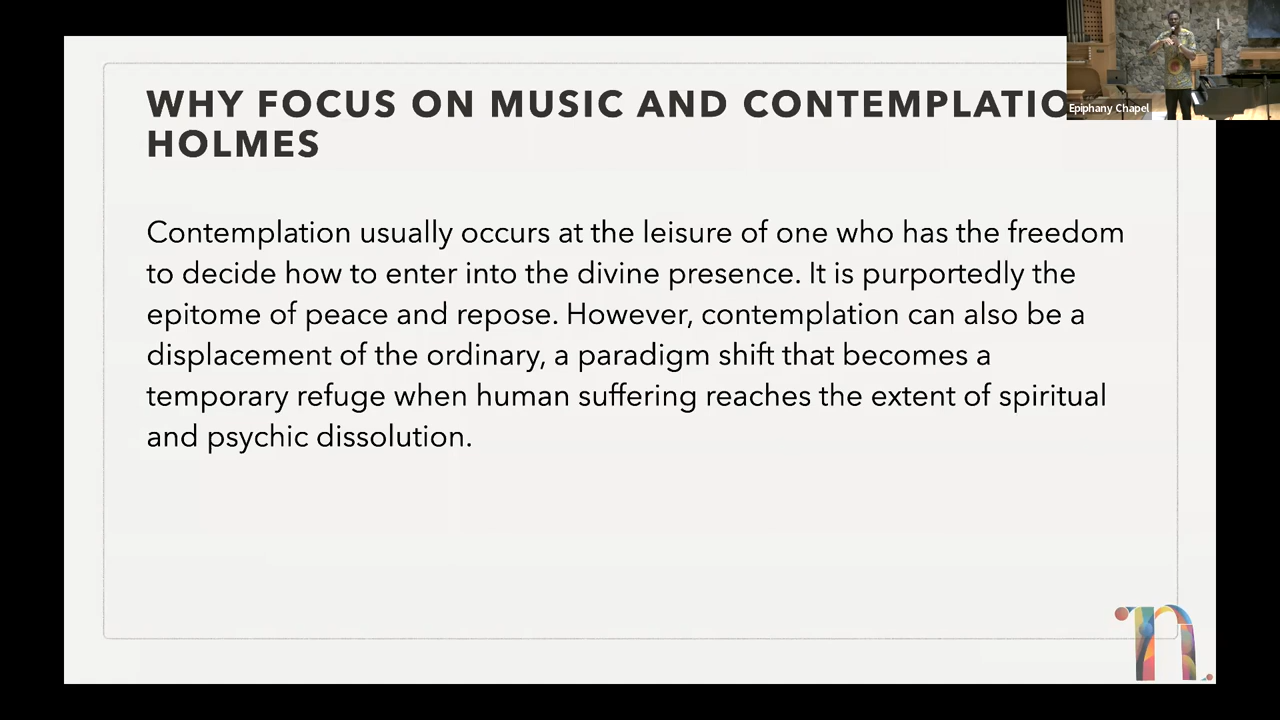 WHY FOCUS ON MUSIC AND CONTEMPLATIO
HOLMES
Epiphany Chapel
Contemplation usually occurs at the leisure of one who has the freedom
to decide how to enter into the divine presence. It is purportedly the
epitome of peace and repose. However, contemplation can also be a
displacement of the ordinary, a paradigm shift that becomes a
temporary refuge when human suffering reaches the extent of spiritual
and psychic dissolution.
n.